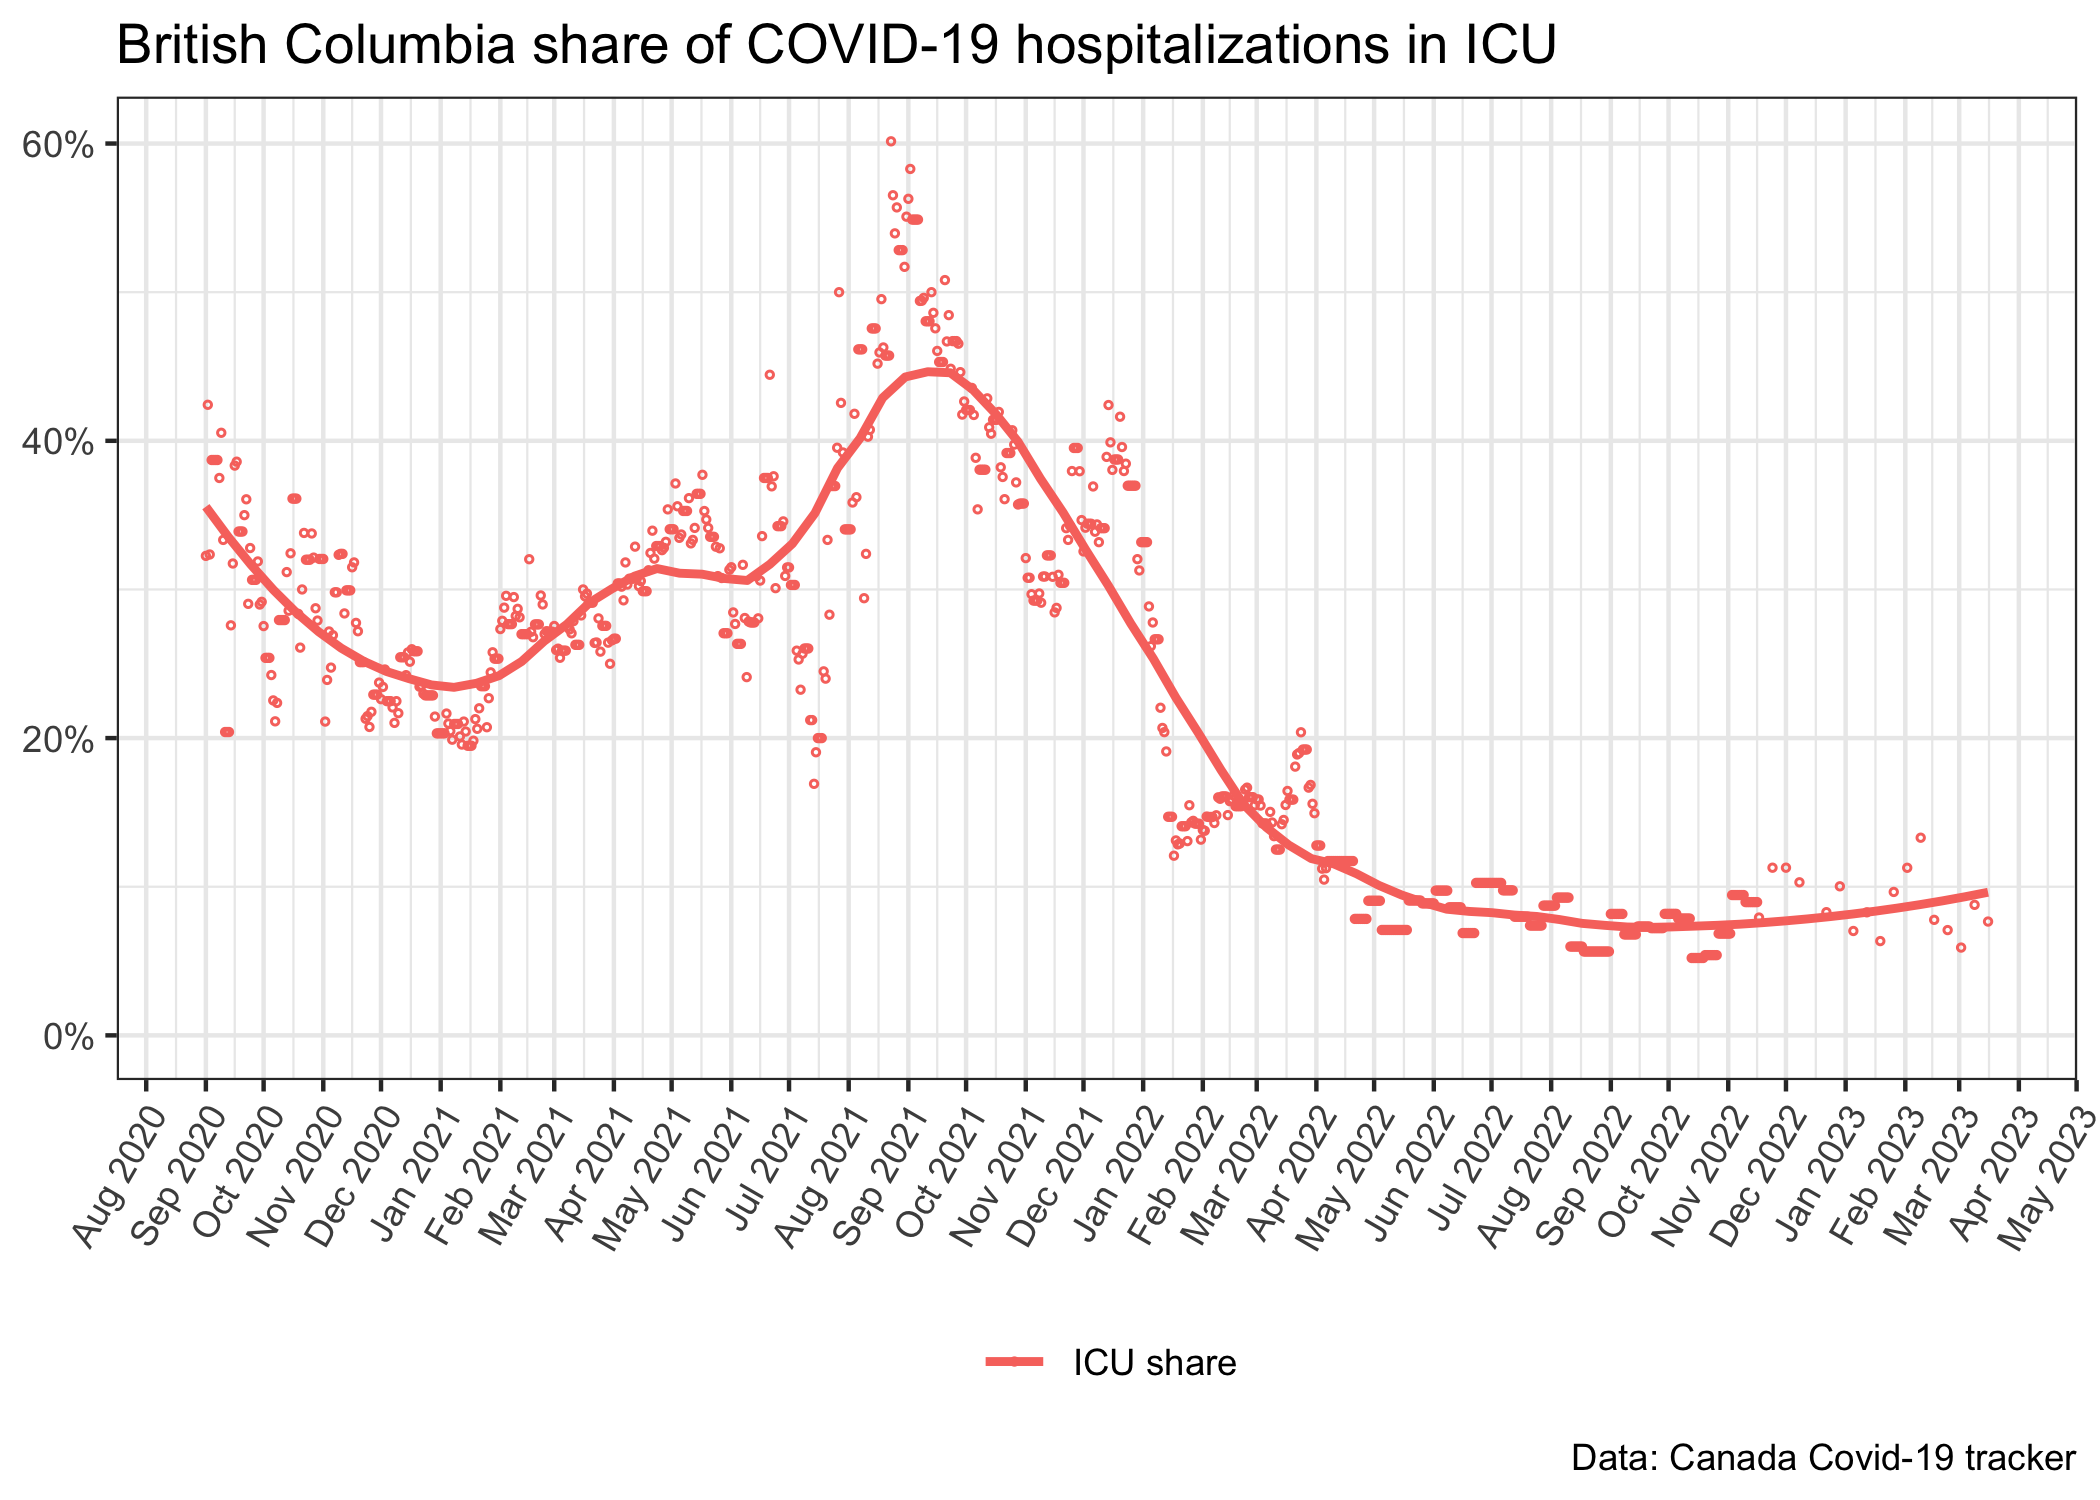 British Columbia share of COVID-19 hospitalizations in ICU
60%
40%
20%
0%
Aug 2020
Sep 2020
Oct 2020
Nov 2020
Dec 2020
Jan 2021
Feb 2021
Mar 2021
Apr 2021
May 2021
Jun 2021
Jul 2021
Aug 2021
Sep 2021
Oct 2021
Nov 2021
Dec 2021
Jan 2022
Feb 2022
Mar 2022
Apr 2022
May 2022
Jun 2022
Jul 2022
Aug 2022
Sep 2022
Oct 2022
Nov 2022
Dec 2022
Jan 2023
Feb 2023
Mar 2023
Apr 2023
May 2023
ICU share
Data: Canada Covid-19 tracker